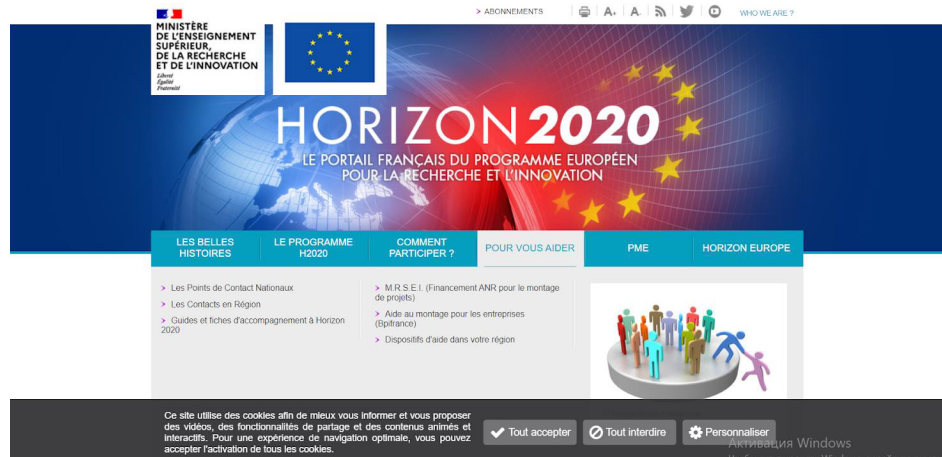 > ABONNEMENTS
A+
A-
WHO WE ARE ?
MINISTÈRE
DE L'ENSEIGNEMENT
SUPÉRIEUR,
DE LA RECHERCHE
ET DE L'INNOVATION
Liberté
Égalité
Fraternité
HORIZON 2020
LE PORTAIL FRANÇAIS DU PROGRAMME EUROPÉEN
POUR LA RECHERCHE ET L'INNOVATION
LES BELLES
HISTOIRES
LE PROGRAMME
H2020
COMMENT
PARTICIPER ?
POUR VOUS AIDER
PME
HORIZON EUROPE
> Les Points de Contact Nationaux
> Les Contacts en Région
> Guides et fiches d'accompagnement à Horizon
2020
> M.R.S.E.I. (Financement ANR pour le montage
de projets)
> Aide au montage pour les entreprises
(Bpifrance)
> Dispositifs d'aide dans votre région
Ce site utilise des cookies afin de mieux vous informer et vous proposer
des vidéos, des fonctionnalités de partage et des contenus animés et
interactifs. Pour une expérience de navigation optimale, vous pouvez
accepter l'activation de tous les cookies.
Tout accepter
Tout interdire
Personnaliser
Активация Windows